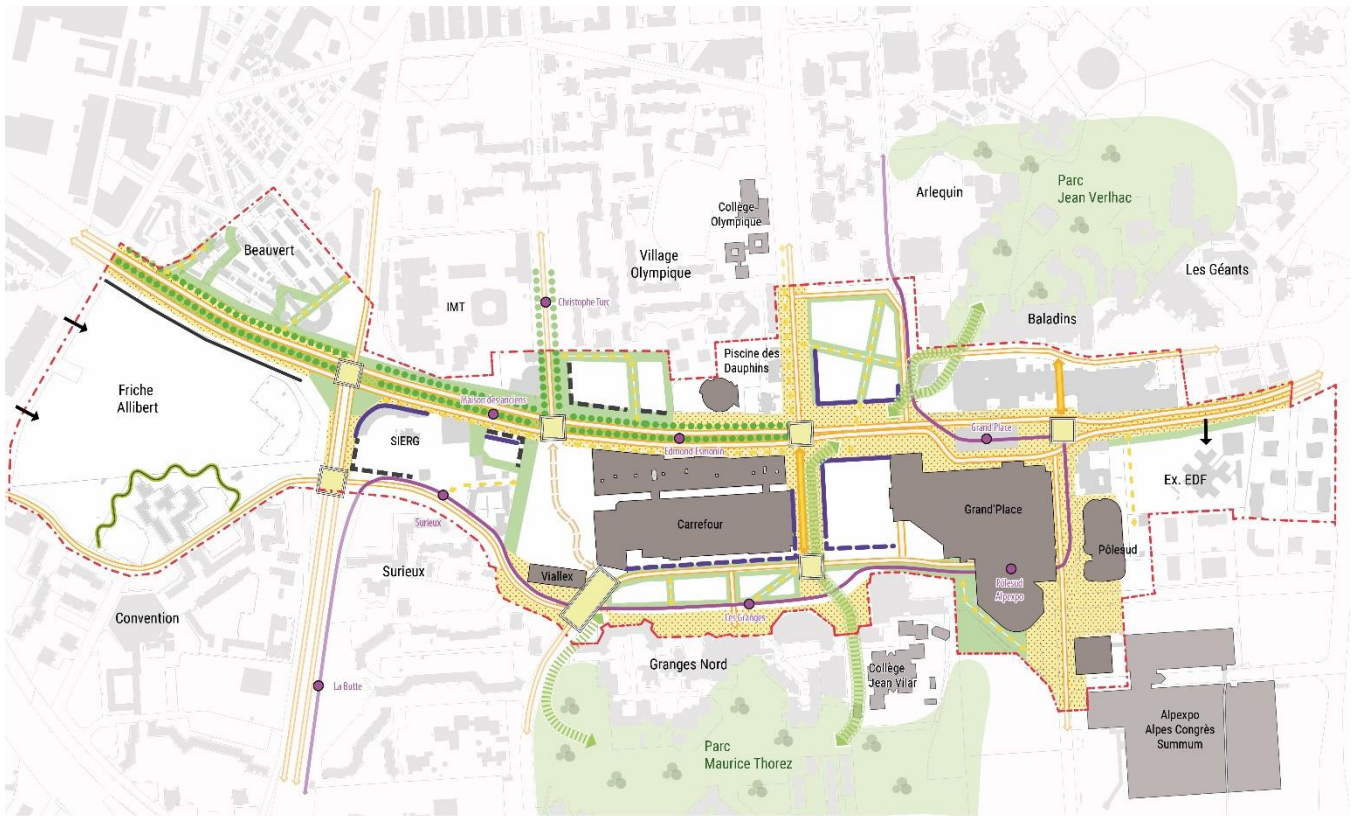 Arlequin
Parc
Jean Verlhac
Collège
Olympique
Beauvert
Village
Olympique
Les Géants
IMT
Christophe Turc
Baladins
Piscine des
Dauphins
Friche
Allibert
Maison des anciens
SIERG
Edmond Esmonin
Grand'Place
Ex. EDF
Surieux
Carrefour
Grand'Place
Pôlesud
Viallex
Pôlesud
Alpexpo
Surieux
Les Granges
Convention
Granges Nord
Collège
Jean Vilar
La Butte
Parc
Maurice Thorez
Alpexpo
Alpes Congrès
Summum